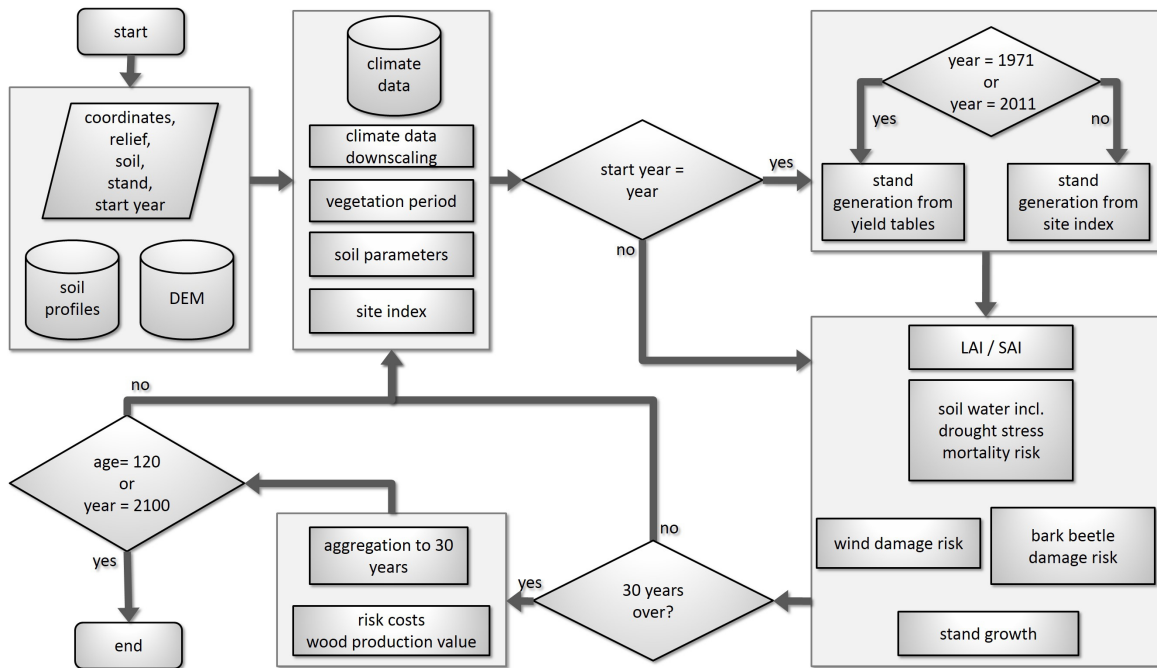 start
coordinates,
relief,
soil,
stand,
start year
soil
profiles
DEM
climate
data
climate data
downscaling
vegetation period
soil parameters
site index
start year =
year
yes
no
year = 1971
or
year = 2011
yes
no
stand
generation from
yield tables
stand
generation from
site index
LAI / SAI
soil water incl.
drought stress
mortality risk
wind damage risk
bark beetle
damage risk
stand growth
30 years
over?
no
yes
aggregation to 30
years
risk costs
wood production value
age= 120
or
year = 2100
no
yes
end